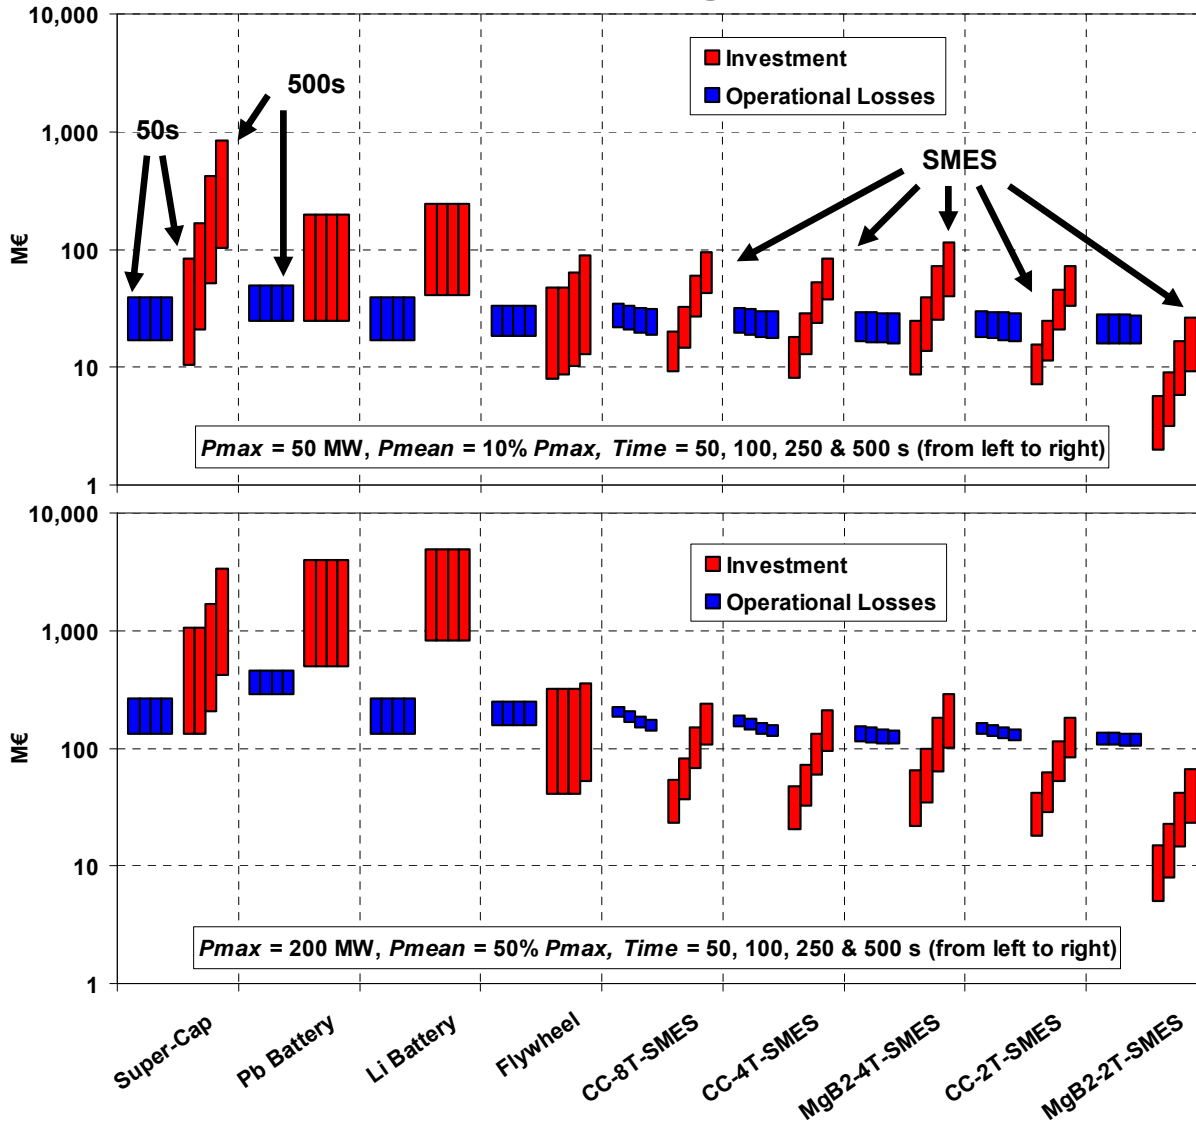 10,000
1,000
100
10
1
M€
Investment
Operational Losses
50s
500s
SMES
Pmax = 50 MW, Pmean = 10% Pmax, Time = 50, 100, 250 & 500 s (from left to right)
10,000
1,000
100
10
1
M€
Investment
Operational Losses
Pmax = 200 MW, Pmean = 50% Pmax, Time = 50, 100, 250 & 500 s (from left to right)
Super-Cap
Pb Battery
Li Battery
Flywheel
CC-8T-SMES
CC-4T-SMES
MgB2-4T-SMES
CC-2T-SMES
MgB2-2T-SMES